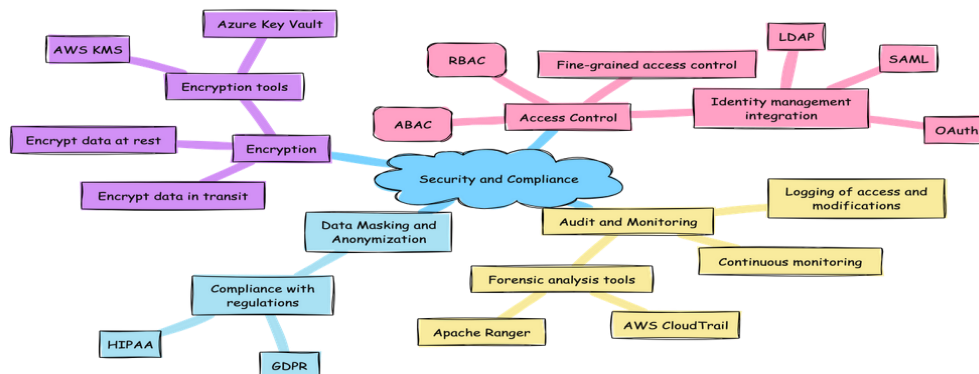 Azure Key Vault
AWS KMS
Encryption tools
Encrypt data at rest
Encryption
Encrypt data in transit
LDAP
RBAC
Fine-grained access control
SAML
Identity management
integration
ABAC
Access Control
OAuth
Security and Compliance
Data Masking and
Anonymization
Compliance with
regulations
HIPAA
GDPR
Logging of access and
modifications
Audit and Monitoring
Continuous monitoring
Forensic analysis tools
Apache Ranger
AWS CloudTrail